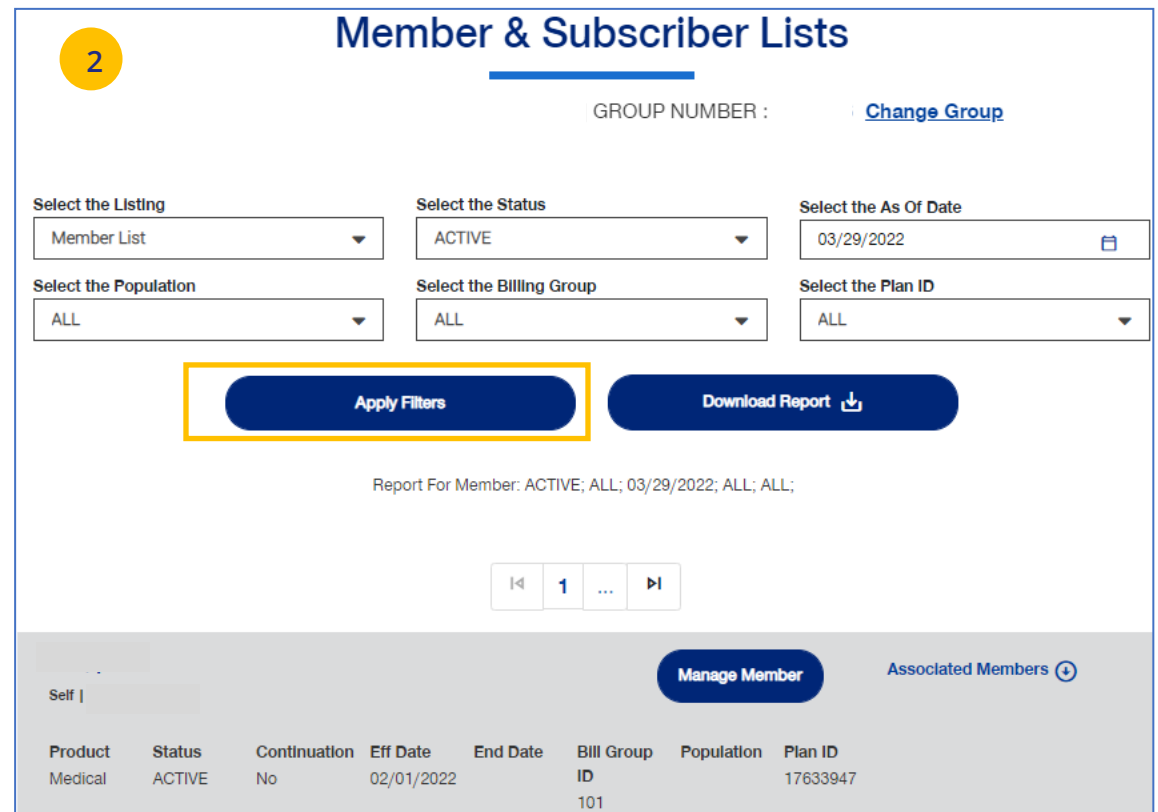 2
Member & Subscriber Lists
GROUP NUMBER : Change Group
Select the Listing Select the Status Select the As Of Date
Member List ACTIVE 03/29/2022
Select the Population Select the Billing Group Select the Plan ID
ALL ALL ALL
Apply Filters Download Report
Report For Member: ACTIVE; ALL; 03/29/2022; ALL; ALL;
1 ...
Manage Member Associated Members
Self |
Product Status Continuation Eff Date End Date Bill Group Population Plan ID
Medical ACTIVE No 02/01/2022 ID 17633947
101